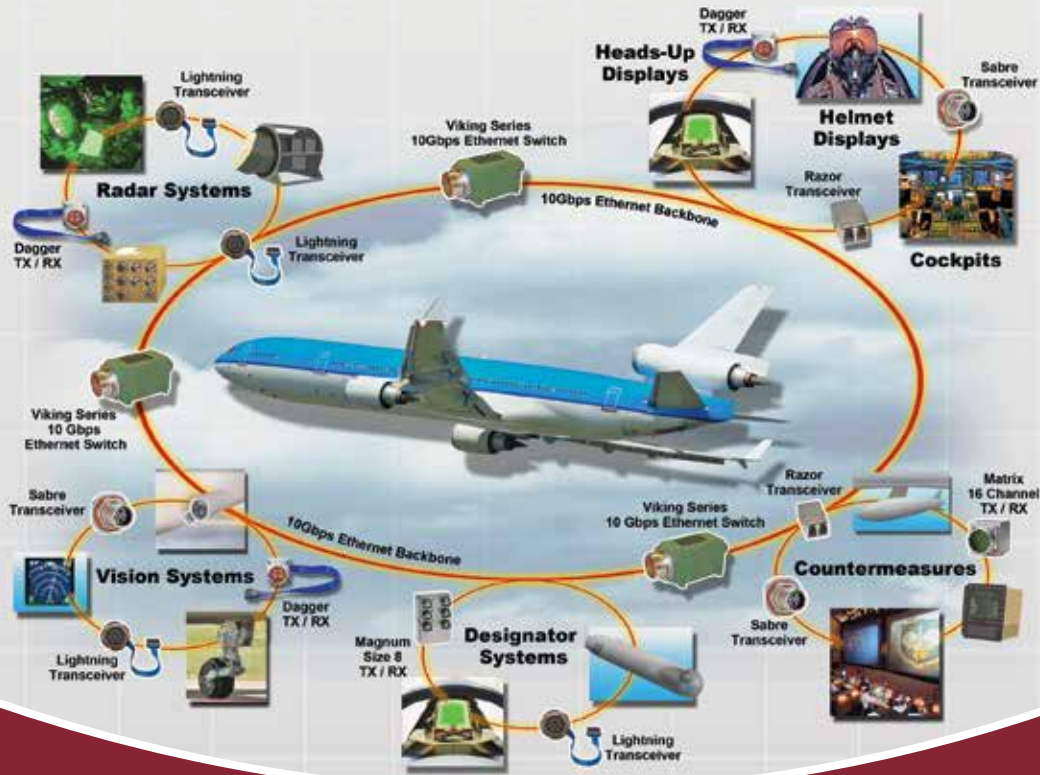 Dagger
TX / RX
Heads-Up
Displays
Lightning
Transceiver
Sabre
Transceiver
Helmet
Displays
Viking Series
10Gbps Ethernet Switch
Radar Systems
Razor
Transceiver
10Gbps Ethernet Backbone
Dagger
TX / RX
Lightning
Transceiver
Cockpits
Viking Series
10 Gbps
Ethernet Switch
Razor
Transceiver
Matrix
16 Channel
TX / RX
Sabre
Transceiver
Viking Series
10 Gbps Ethernet Switch
10Gbps Ethernet Backbone
Vision Systems
Countermeasures
Dagger
TX / RX
Magnum
Size 8
TX / RX
Designator
Systems
Sabre
Transceiver
Lightning
Transceiver
Lightning
Transceiver